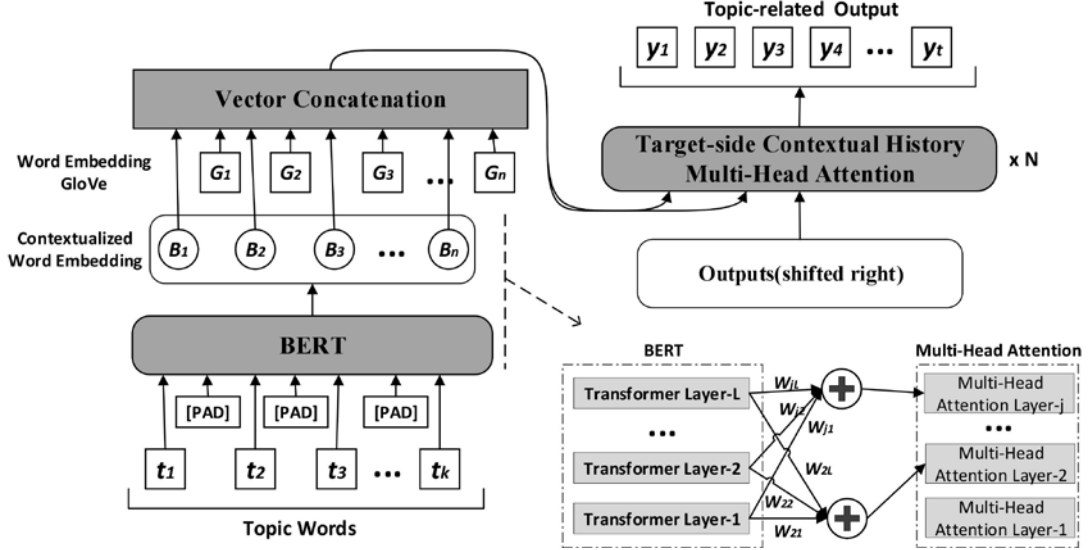 Topic-related Output
y1 y2 y3 y4 ... yt
Vector Concatenation
Target-side Contextual History
Multi-Head Attention
x N
Word Embedding
GloVe
G1 G2 G3 ... Gn
Contextualized
Word Embedding
B1 B2 B3 ... Bn
Outputs(shifted right)
BERT
[PAD] [PAD] [PAD]
t1 t2 t3 ... tk
Topic Words
BERT
Multi-Head Attention
Transformer Layer-L
...
Transformer Layer-2
Transformer Layer-1
WjL
Wj2
Wj1
W2L
W22
W21
Multi-Head
Attention Layer-j
...
Multi-Head
Attention Layer-2
Multi-Head
Attention Layer-1